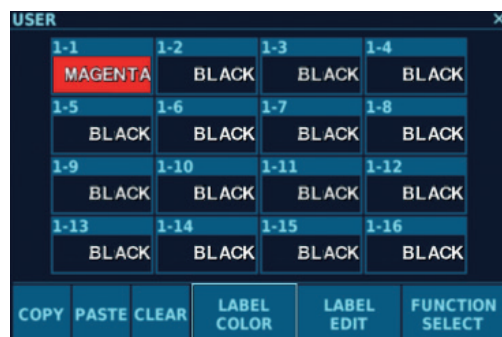 USER ×
1-1 1-2 1-3 1-4
MAGENTA BLACK BLACK BLACK
1-5 1-6 1-7 1-8
BLACK BLACK BLACK BLACK
1-9 1-10 1-11 1-12
BLACK BLACK BLACK BLACK
1-13 1-14 1-15 1-16
BLACK BLACK BLACK BLACK
COPY PASTE CLEAR LABEL COLOR LABEL EDIT FUNCTION SELECT